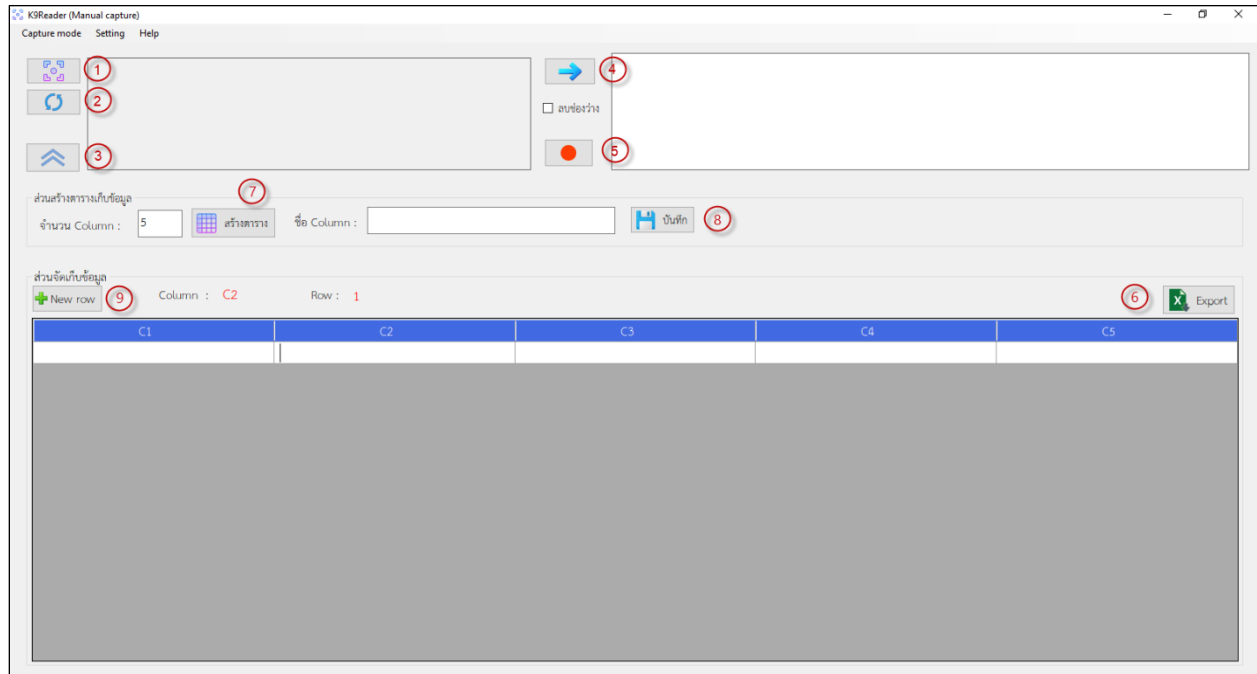 K9Reader (Manual capture)
Capture mode Setting Help
1
4
2
ลบช่องว่าง
3
5
7
ส่วนสร้างตารางเก็บข้อมูล
จำนวน Column : 5 สร้างตาราง ชื่อ Column : บันทึก 8
ส่วนจัดเก็บข้อมูล
New row 9 Column : C2 Row : 1 6 Export
C1 C2 C3 C4 C5